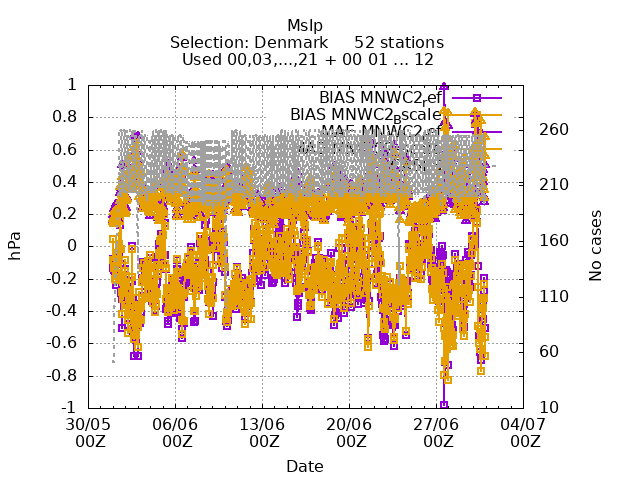 Mslp
Selection: Denmark 52 stations
Used 00,03,...,21 + 00 01 ... 12
BIAS MNWC2_ref
BIAS MNWC2_Bscale
MAE MNWC2_ref
1
0.8
0.6
0.4
0.2
0
-0.2
-0.4
-0.6
-0.8
-1
hPa
260
210
160
110
60
10
No cases
30/05 06/06 13/06 20/06 27/06 04/07
00Z 00Z 00Z 00Z 00Z 00Z
Date